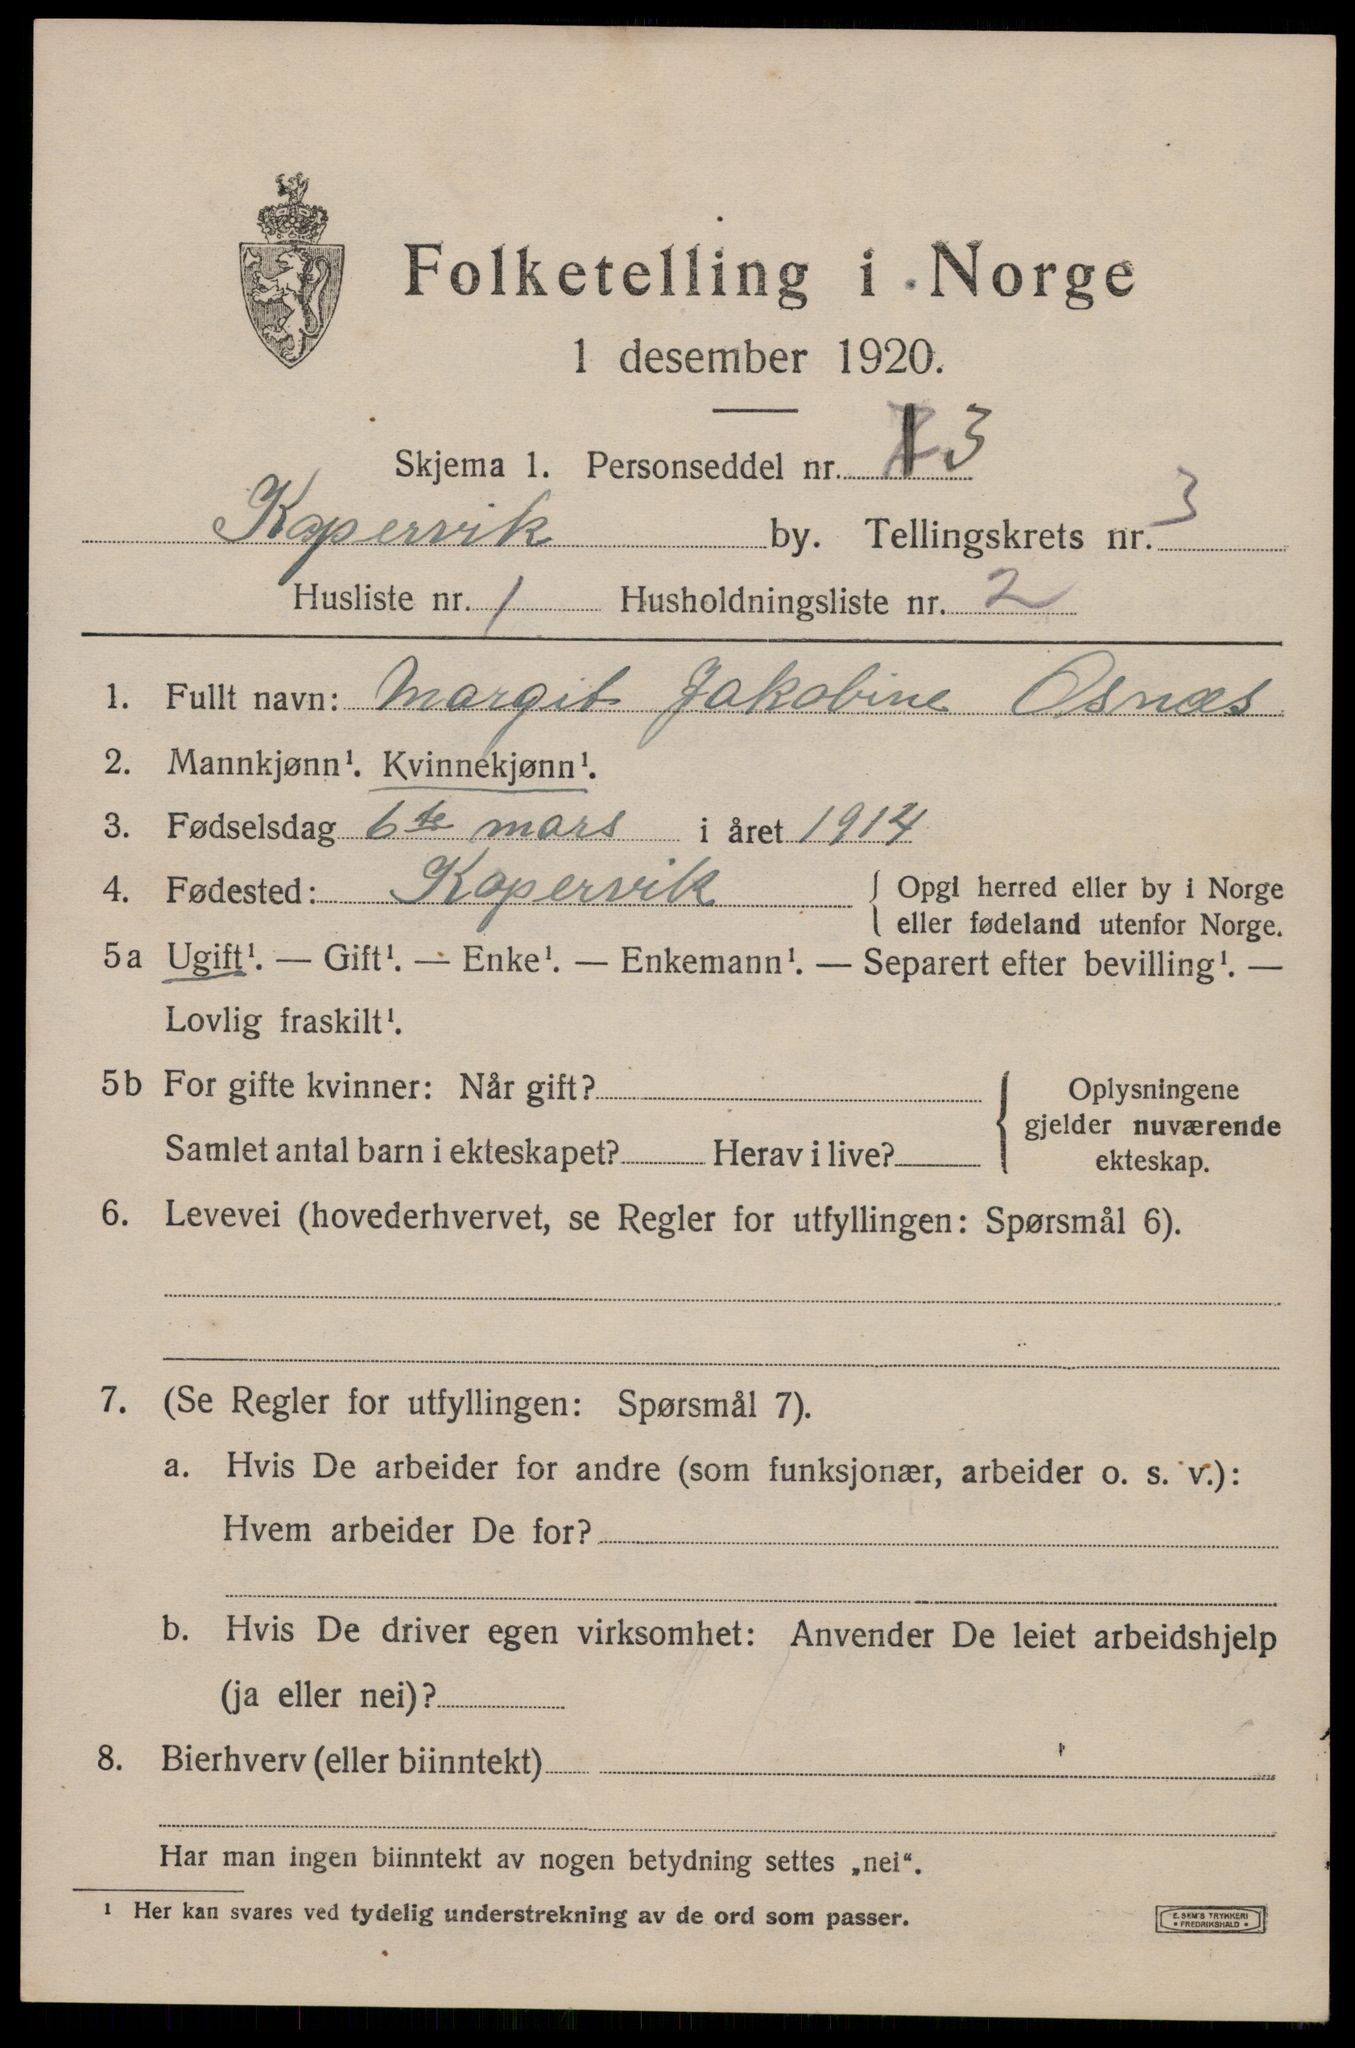 Folketelling i Norge
1 desember 1920.
Skjema 1. Personseddel nr. 13
Kopervik by. Tellingskrets nr. 3
Husliste nr. 1 Husholdningsliste nr. 2
1. Fullt navn: Margit Jakobine Osnæs
2. Mannkjønn¹. Kvinnekjønn¹.
3. Fødselsdag 6te mars i året 1914
4. Fødested: Kopervik { Opgi herred eller by i Norge
eller fødeland utenfor Norge.
5a Ugift¹. — Gift¹. — Enke¹. — Enkemann¹. — Separert efter bevilling¹. —
Lovlig fraskilt¹.
5b For gifte kvinner: Når gift? { Oplysningene
gjelder nuværende
Samlet antal barn i ekteskapet? Herav i live? ekteskap.
6. Levevei (hovederhvervet, se Regler for utfyllingen: Spørsmål 6).
7. (Se Regler for utfyllingen: Spørsmål 7).
a. Hvis De arbeider for andre (som funksjonær, arbeider o. s. v.):
Hvem arbeider De for?
b. Hvis De driver egen virksomhet: Anvender De leiet arbeidshjelp
(ja eller nei)?
8. Bierhverv (eller biinntekt)
Har man ingen biinntekt av nogen betydning settes „nei“.
¹ Her kan svares ved tydelig understrekning av de ord som passer.
E. SEM'S TRYKKERI
• FREDRIKSHALD •